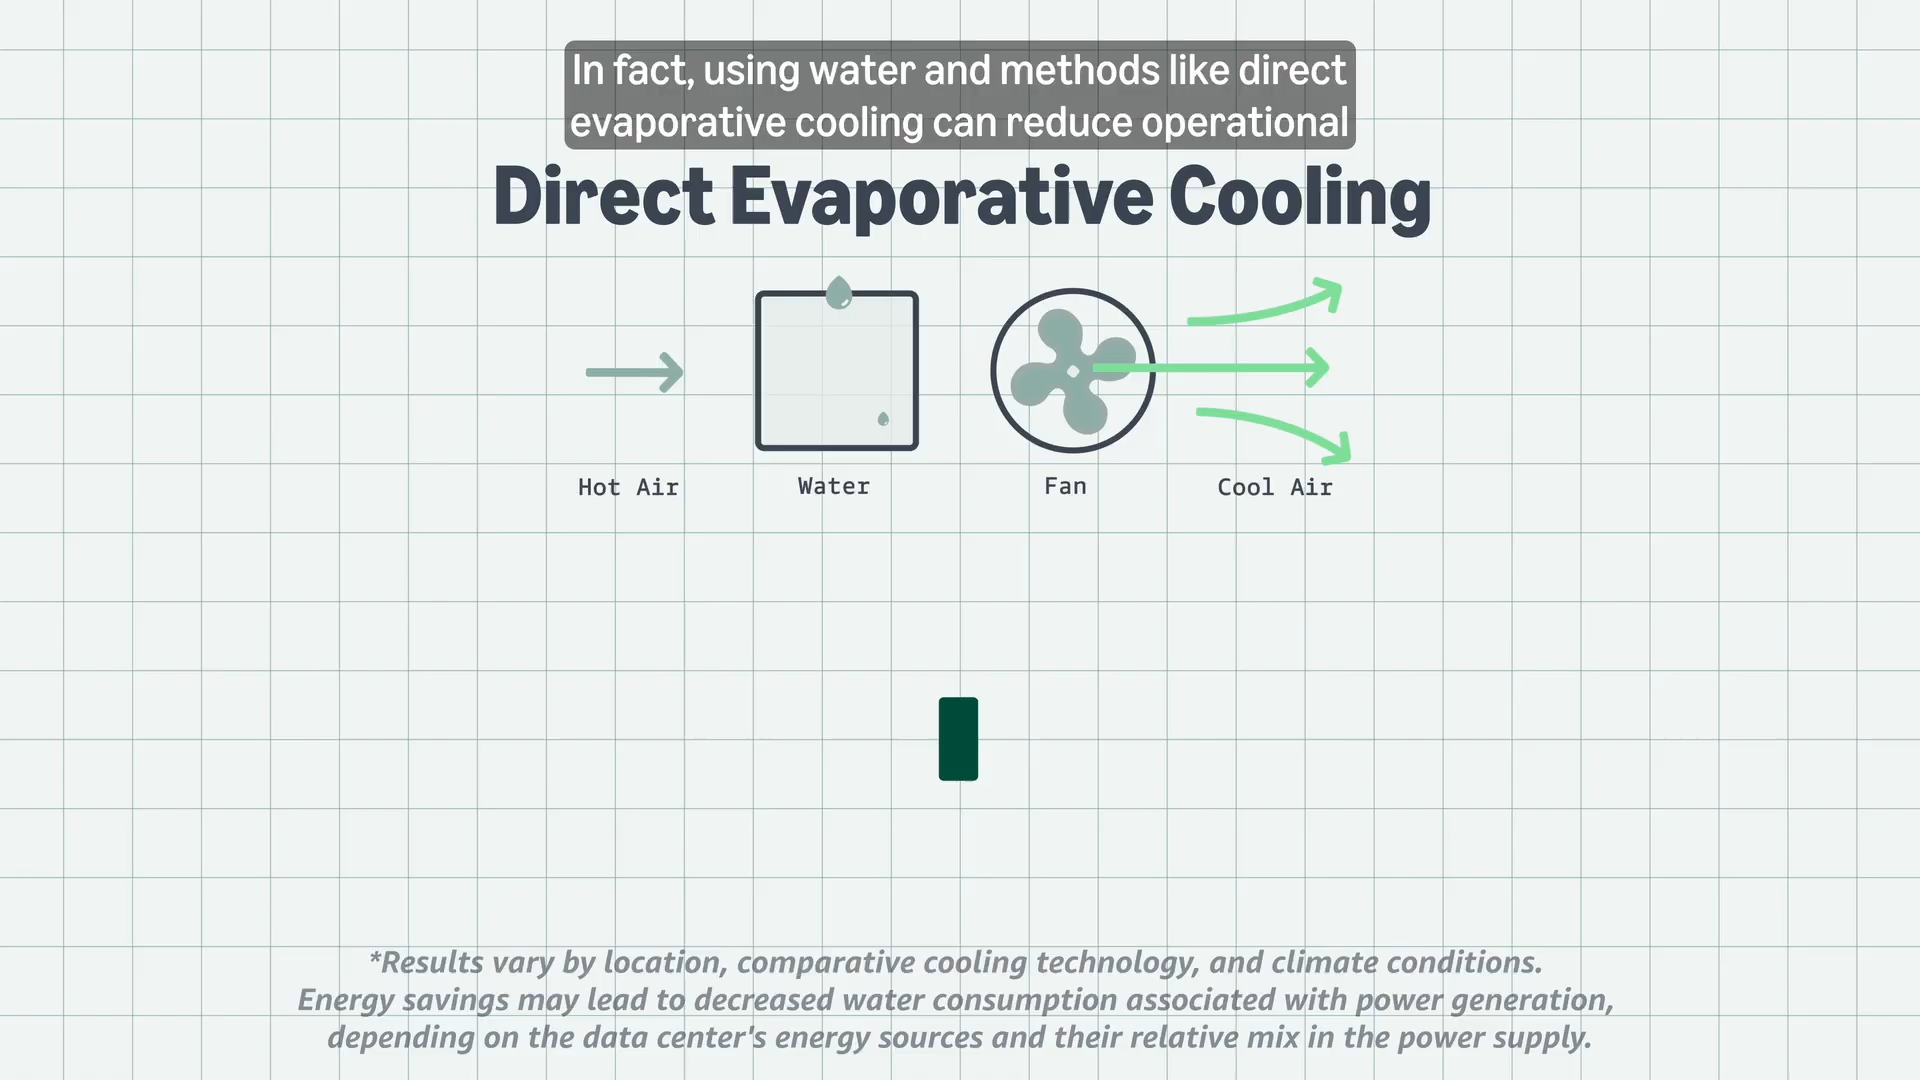 In fact, using water and methods like direct
evaporative cooling can reduce operational
Direct Evaporative Cooling
Hot Air
Water
Fan
Cool Air
*Results vary by location, comparative cooling technology, and climate conditions.
Energy savings may lead to decreased water consumption associated with power generation,
depending on the data center's energy sources and their relative mix in the power supply.